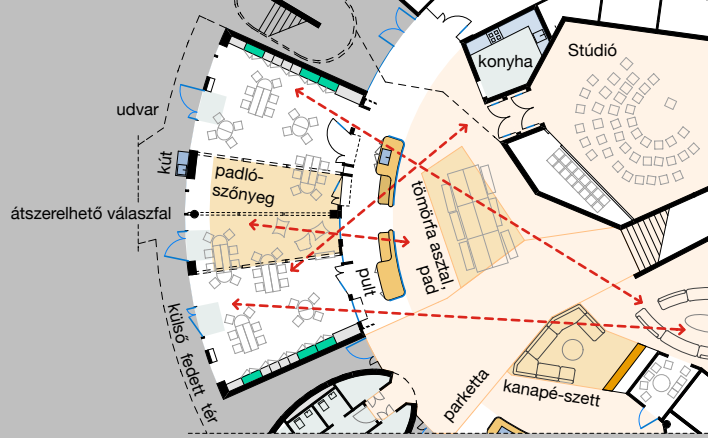 Stúdió
konyha
udvar
kút
padló-
szőnyeg
átszerelhető válaszfal
tömörfa asztal,
pad
pult
külső fedett tér
parketta
kanapé-szett